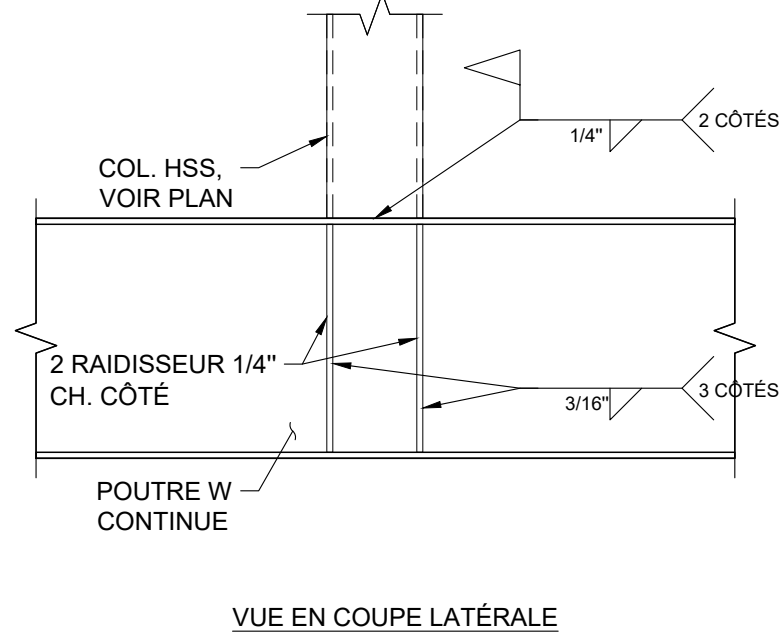 COL. HSS,
VOIR PLAN
1/4"
2 CÔTÉS
2 RAIDISSEUR 1/4"
CH. CÔTÉ
3/16"
3 CÔTÉS
POUTRE W
CONTINUE
VUE EN COUPE LATÉRALE